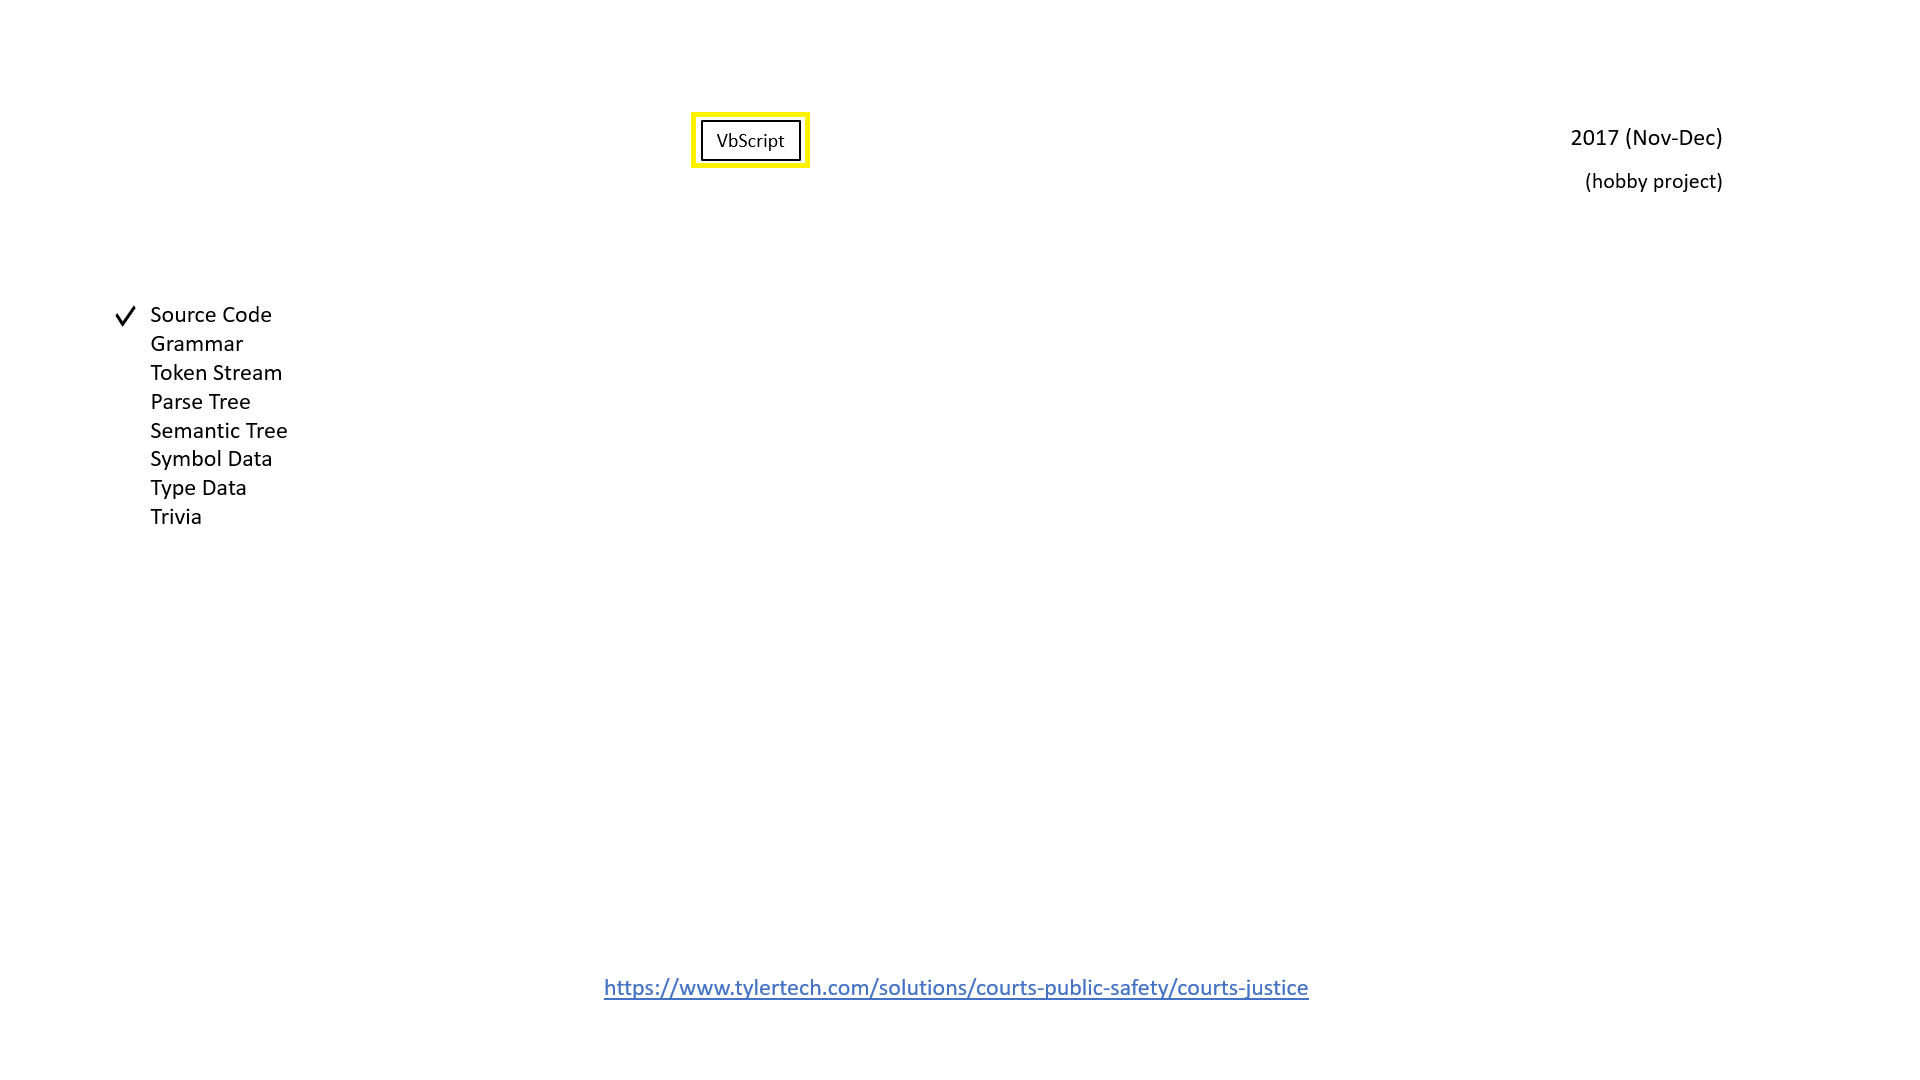 VbScript
2017 (Nov-Dec)
(hobby project)
Source Code
Grammar
Token Stream
Parse Tree
Semantic Tree
Symbol Data
Type Data
Trivia
https://www.tylertech.com/solutions/courts-public-safety/courts-justice